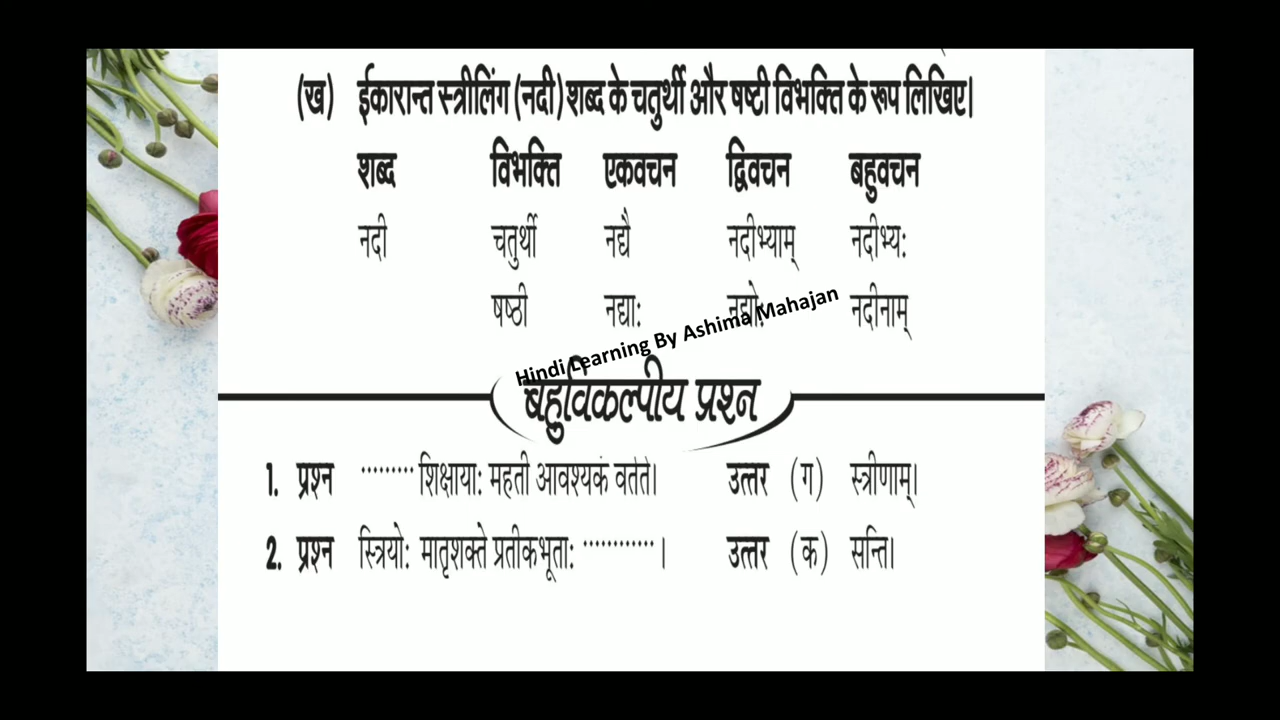 (ख) ईकारान्त स्त्रीलिंग (नदी) शब्द के चतुर्थी और षष्टी विभक्ति के रूप लिखिए।
शब्द विभक्ति एकवचन द्विवचन बहुवचन
नदी चतुर्थी नद्यै नदीभ्याम् नदीभ्य:
षष्ठी नद्या: नद्यो: नदीनाम्
Hindi Learning By Ashima Mahajan
बहुविकल्पीय प्रश्न
1. प्रश्न ......... शिक्षाया: महती आवश्यकं वर्तते। उत्तर (ग) स्त्रीणाम्।
2. प्रश्न स्त्रियो: मातृशक्ते प्रतीकभूता: ............ । उत्तर (क) सन्ति।